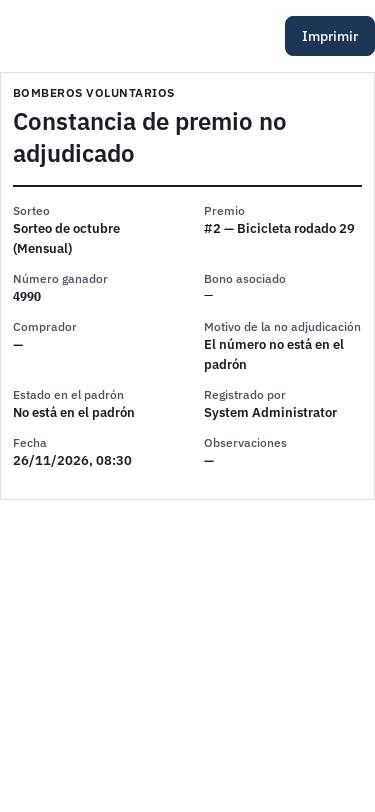 Imprimir
BOMBEROS VOLUNTARIOS
Constancia de premio no
adjudicado
Sorteo
Sorteo de octubre
(Mensual)
Premio
#2 — Bicicleta rodado 29
Número ganador
4990
Bono asociado
—
Comprador
—
Motivo de la no adjudicación
El número no está en el
padrón
Estado en el padrón
No está en el padrón
Registrado por
System Administrator
Fecha
26/11/2026, 08:30
Observaciones
—